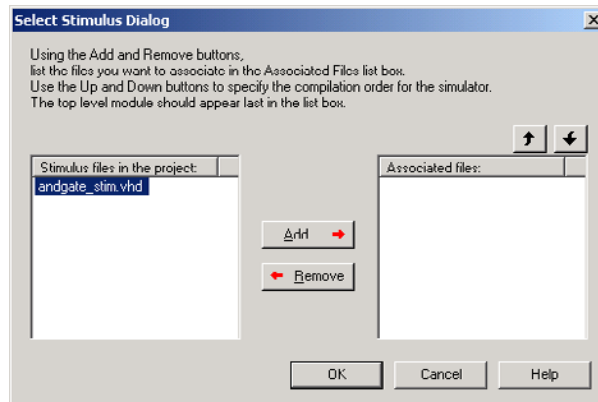 Select Stimulus Dialog
Using the Add and Remove buttons,
list the files you want to associate in the Associated Files list box.
Use the Up and Down buttons to specify the compilation order for the simulator.
The top level module should appear last in the list box.
Stimulus files in the project:
Associated files:
andgate_stim.vhd
Add
Remove
OK
Cancel
Help